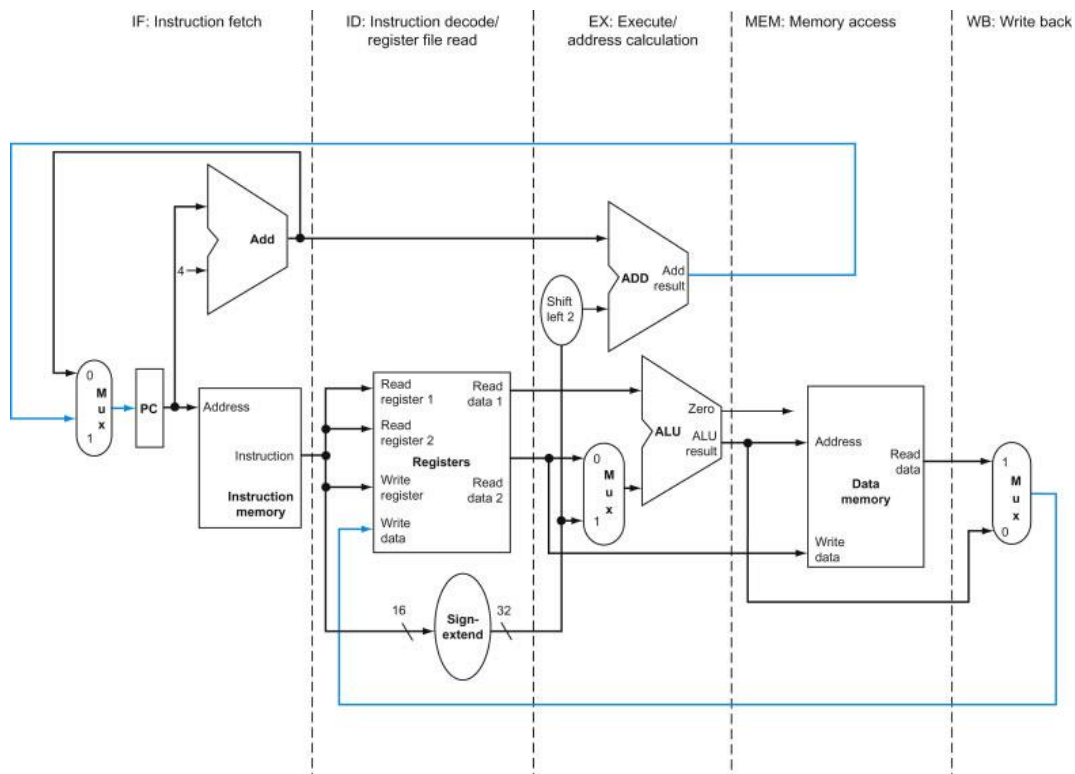 IF: Instruction fetch
ID: Instruction decode/
register file read
EX: Execute/
address calculation
MEM: Memory access
WB: Write back
Add
4
ADD
Add
result
Shift
left 2
0
M
u
x
1
PC
Address
Instruction
Instruction
memory
Read
register 1
Read
register 2
Write
register
Write
data
Registers
Read
data 1
Read
data 2
16
Sign-
extend
32
0
M
u
x
1
ALU
Zero
ALU
result
Address
Write
data
Data
memory
Read
data
1
M
u
x
0